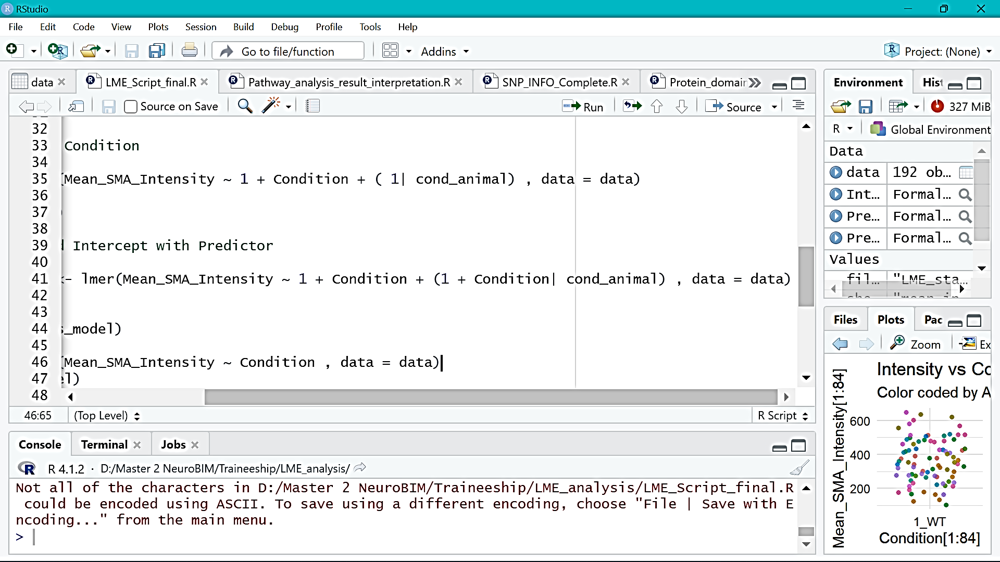 RStudio
File Edit Code View Plots Session Build Debug Profile Tools Help
Go to file/function Addins Project: (None)
data LME_Script_final.R Pathway_analysis_result_interpretation.R SNP_INFO_Complete.R Protein_domain
Source on Save Run Source
32
33 Condition
34
35 (Mean_SMA_Intensity ~ 1 + Condition + ( 1| cond_animal) , data = data)
36
37 )
38
39 d Intercept with Predictor
40
41 <- lmer(Mean_SMA_Intensity ~ 1 + Condition + (1 + Condition| cond_animal) , data = data)
42
43
44 s_model)
45
46 (Mean_SMA_Intensity ~ Condition , data = data)
47 el)
48
46:65 (Top Level) R Script
Console Terminal Jobs
R 4.1.2 · D:/Master 2 NeuroBIM/Traineeship/LME_analysis/
Not all of the characters in D:/Master 2 NeuroBIM/Traineeship/LME_analysis/LME_Script_final.R
could be encoded using ASCII. To save using a different encoding, choose "File | Save with E
ncoding..." from the main menu.
>
Environment Hist
327 MiB
R Global Environment
Data
data 192 ob...
Int... Formal...
Pre... Formal...
Pre... Formal...
Values
fil... "LME_sta...
Files Plots Pac
Zoom Ex
Intensity vs Co
Color coded by A
Mean_SMA_Intensity[1:84]
600
400
200
1_WT
Condition[1:84]